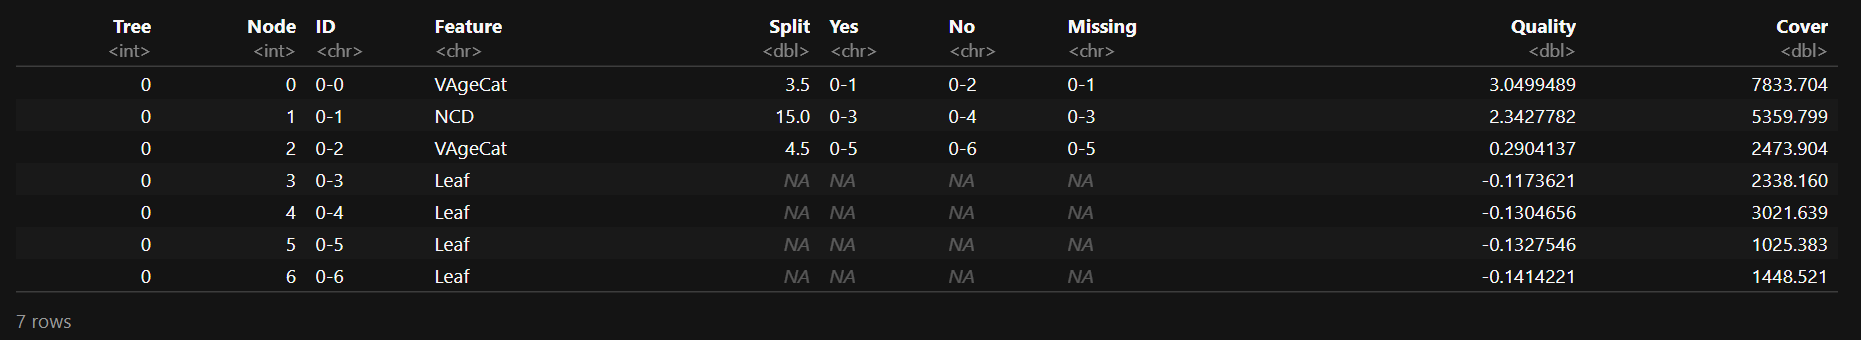 Tree Node ID Feature Split Yes No Missing Quality Cover
<int> <int> <chr> <chr> <dbl> <chr> <chr> <chr> <dbl> <dbl>
0 0 0-0 VAgeCat 3.5 0-1 0-2 0-1 3.0499489 7833.704
0 1 0-1 NCD 15.0 0-3 0-4 0-3 2.3427782 5359.799
0 2 0-2 VAgeCat 4.5 0-5 0-6 0-5 0.2904137 2473.904
0 3 0-3 Leaf NA NA NA NA -0.1173621 2338.160
0 4 0-4 Leaf NA NA NA NA -0.1304656 3021.639
0 5 0-5 Leaf NA NA NA NA -0.1327546 1025.383
0 6 0-6 Leaf NA NA NA NA -0.1414221 1448.521
7 rows